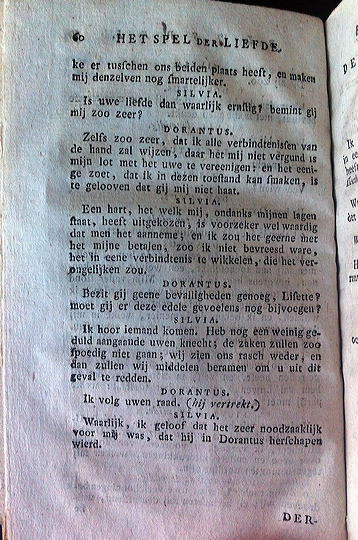 60 HET SPEL DER LIEFDE.
ke er tusſchen ons beiden plaats heeft, en maken
mij denzelven nog ſmartelijker.
SILVIA.
Is uwe liefde dan waarlijk ernſtig? bemint gij
mij zoo zeer?
DORANTUS.
Zelfs zoo zeer, dat ik alle verbindtenisſen van
de hand zal wijzen, daar het mij niet vergund is
mijn lot met het uwe te vereenigen; en het eeni-
ge zoet, dat ik in dezen toeſtand kan ſmaken, is
te gelooven dat gij mij niet haat.
SILVIA.
Een hart, het welk mij, ondanks mijnen lagen
ſtaat, heeft uitgekozen, is voorzeker wel waardig
dat men het anneeme; en ik zou het geerne met
het mijne betalen, zoo ik niet bevreesd ware,
het in eene verbindtenis te wikkelen, die het ver-
ongelijken zou.
DORANTUS.
Bezit gij geene bevalligheden genoeg, Liſette?
moet gij er deze edele gevoelens nog bijvoegen?
SILVIA.
Ik hoor iemand komen. Heb nog een weinig ge-
duld aangaande uwen knecht; de zaken zullen zoo
ſpoedig niet gaan; wij zien ons rasch weder, en
dan zullen wij middelen beramen om u uit dit
geval te redden.
DORANTUS.
Ik volg uwen raad. (hij vertrekt.)
SILVIA.
Waarlijk, ik geloof dat het zeer noodzaaklijk
voor mij was, dat hij in Dorantus herſchapen
wierd.
DER-